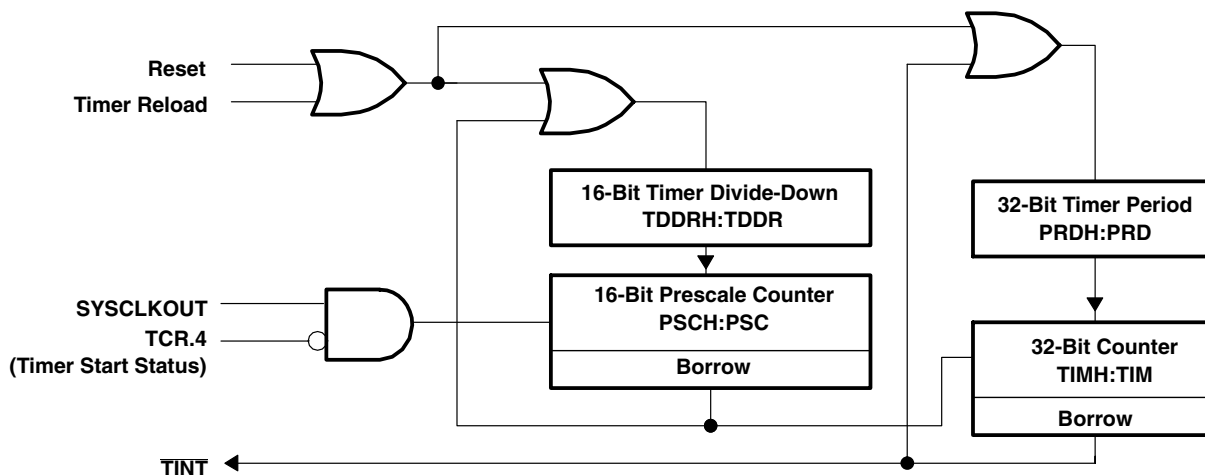 Reset
Timer Reload
16-Bit Timer Divide-Down
TDDRH:TDDR
32-Bit Timer Period
PRDH:PRD
SYSCLKOUT
TCR.4
(Timer Start Status)
16-Bit Prescale Counter
PSCH:PSC
Borrow
32-Bit Counter
TIMH:TIM
Borrow
TINT